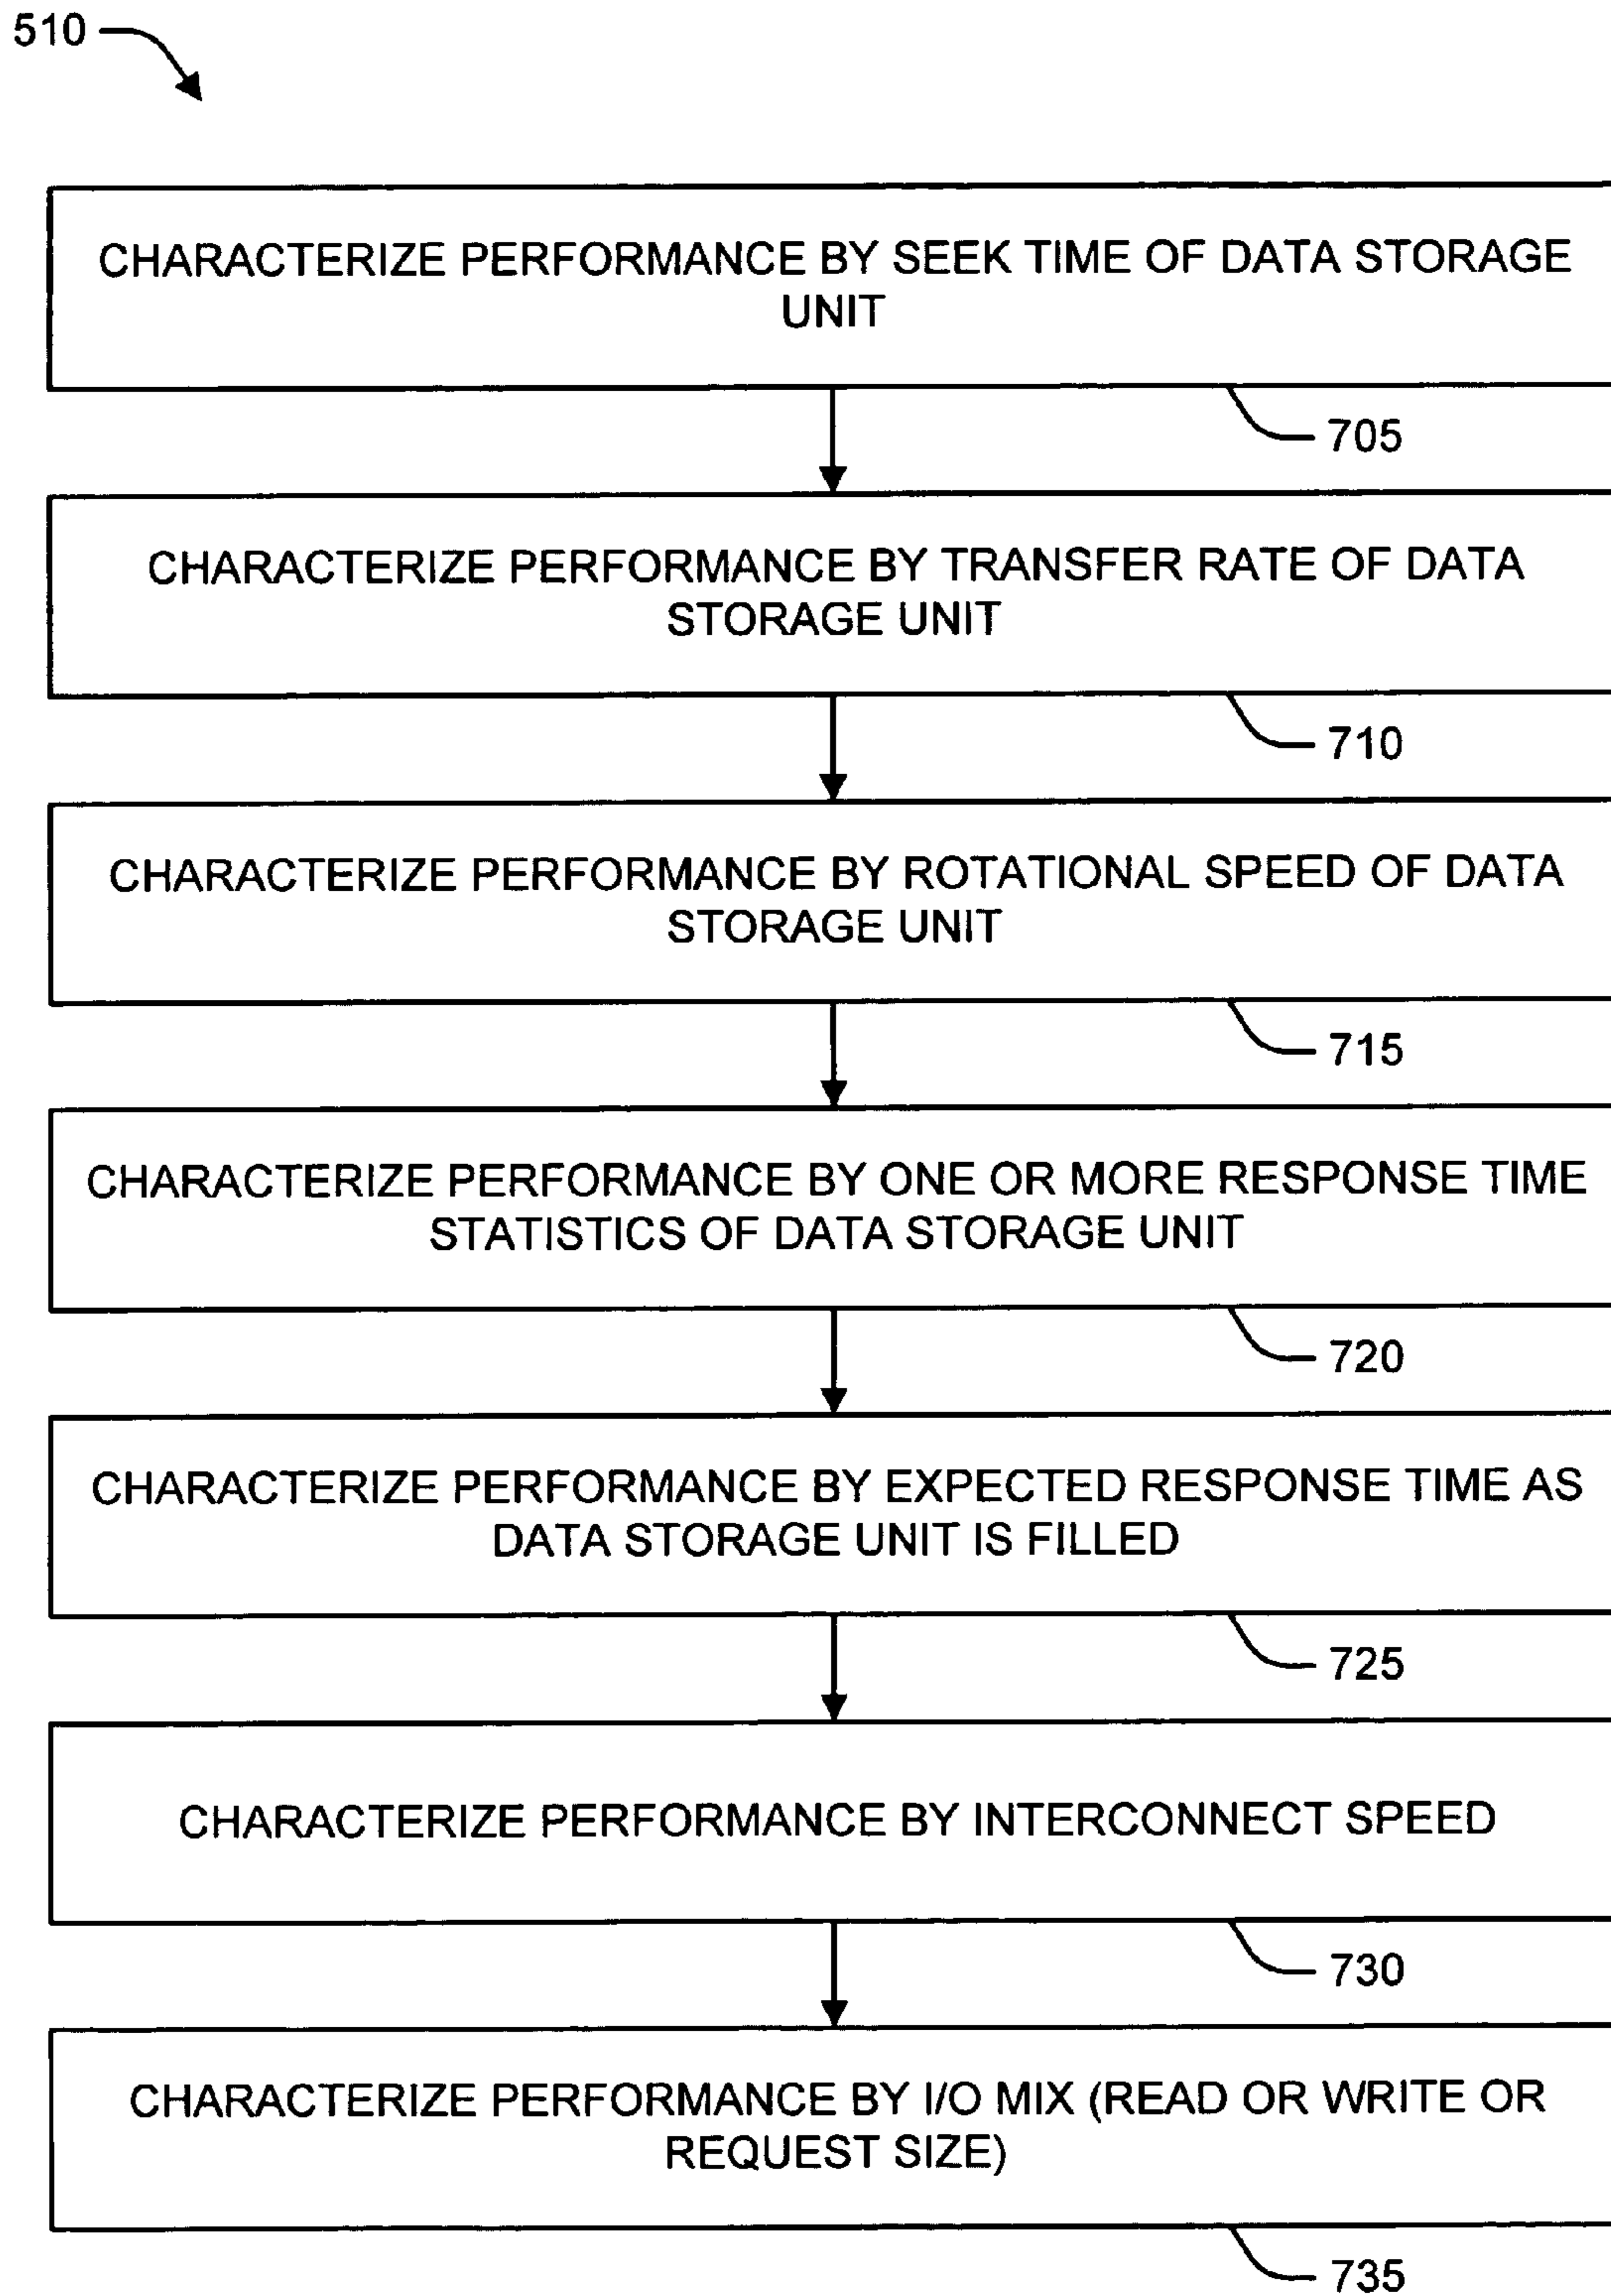 510
CHARACTERIZE PERFORMANCE BY SEEK TIME OF DATA STORAGE
UNIT
705
CHARACTERIZE PERFORMANCE BY TRANSFER RATE OF DATA
STORAGE UNIT
710
CHARACTERIZE PERFORMANCE BY ROTATIONAL SPEED OF DATA
STORAGE UNIT
715
CHARACTERIZE PERFORMANCE BY ONE OR MORE RESPONSE TIME
STATISTICS OF DATA STORAGE UNIT
720
CHARACTERIZE PERFORMANCE BY EXPECTED RESPONSE TIME AS
DATA STORAGE UNIT IS FILLED
725
CHARACTERIZE PERFORMANCE BY INTERCONNECT SPEED
730
CHARACTERIZE PERFORMANCE BY I/O MIX (READ OR WRITE OR
REQUEST SIZE)
735